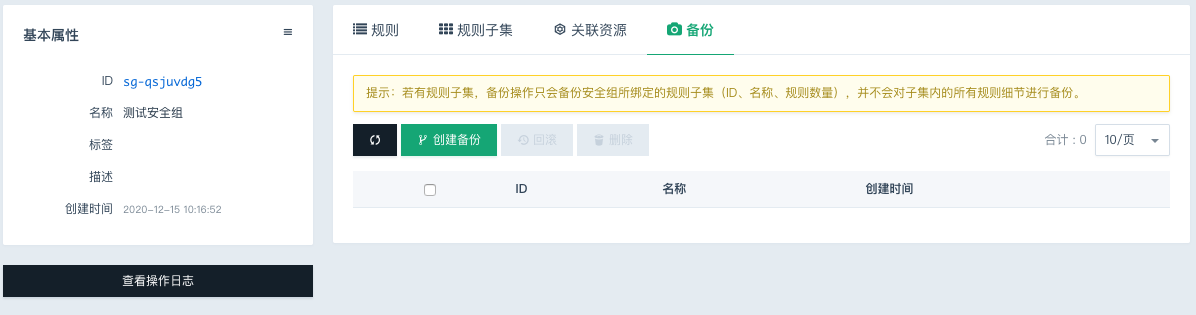 基本属性
ID sg-qsjuvdg5
名称 测试安全组
标签
描述
创建时间 2020-12-15 10:16:52
查看操作日志
规则 规则子集 关联资源 备份
提示：若有规则子集，备份操作只会备份安全组所绑定的规则子集（ID、名称、规则数量），并不会对子集内的所有规则细节进行备份。
创建备份 回滚 删除 合计：0 10/页
ID 名称 创建时间